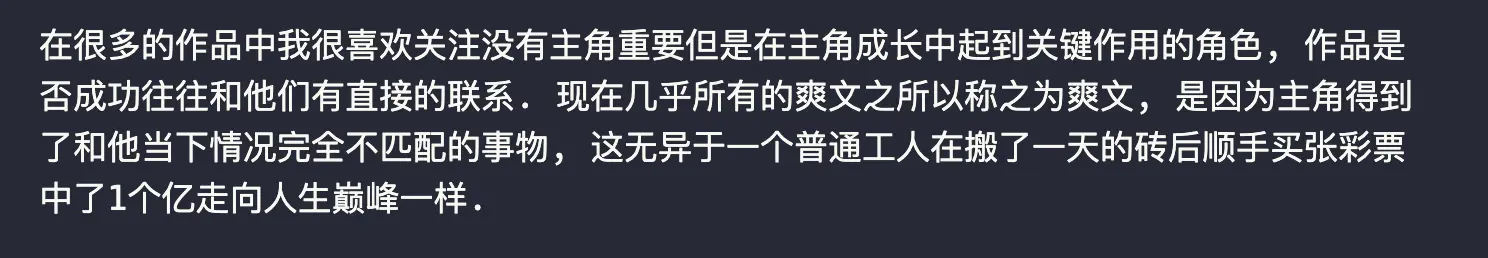 在很多的作品中我很喜欢关注没有主角重要但是在主角成长中起到关键作用的角色, 作品是
否成功往往和他们有直接的联系. 现在几乎所有的爽文之所以称之为爽文, 是因为主角得到
了和他当下情况完全不匹配的事物, 这无异于一个普通工人在搬了一天的砖后顺手买张彩票
中了1个亿走向人生巅峰一样.